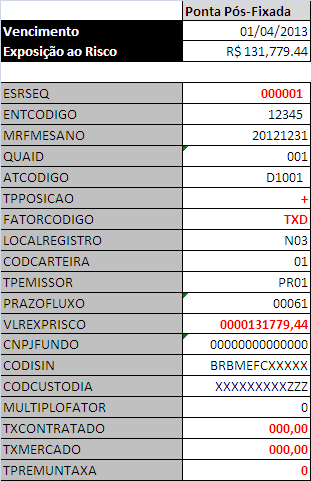 Ponta Pós-Fixada
Vencimento 01/04/2013
Exposição ao Risco R$ 131,779.44
ESRSEQ 000001
ENTCODIGO 12345
MRFMESANO 20121231
QUAID 001
ATCODIGO D1001
TPPOSICAO +
FATORCODIGO TXD
LOCALREGISTRO N03
CODCARTEIRA 01
TPEMISSOR PR01
PRAZOFLUXO 00061
VLREXPRISCO 0000131779,44
CNPJFUNDO 00000000000000
CODISIN BRBMEFCXXXXX
CODCUSTODIA XXXXXXXXXZZZ
MULTIPLOFATOR 0
TXCONTRATADO 000,00
TXMERCADO 000,00
TPREMUNTAXA 0